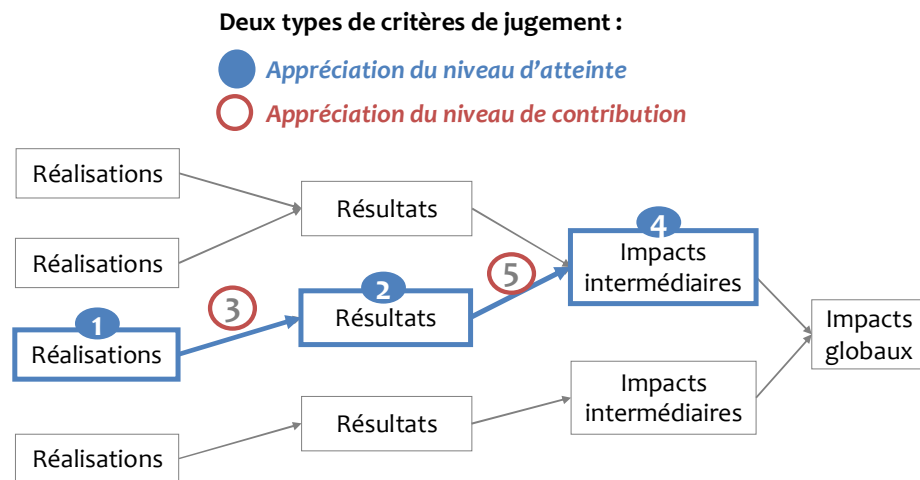 Deux types de critères de jugement :
Appréciation du niveau d'atteinte
Appréciation du niveau de contribution
Réalisations
Résultats
4
Réalisations
Impacts
intermédiaires
5
2
3
1
Résultats
Réalisations
Impacts
globaux
Impacts
intermédiaires
Résultats
Réalisations